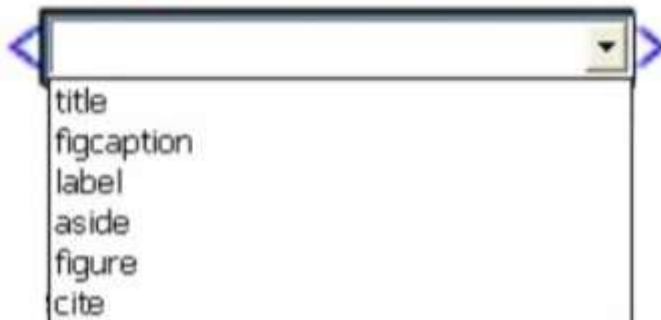 < >
title
figcaption
label
aside
figure
cite